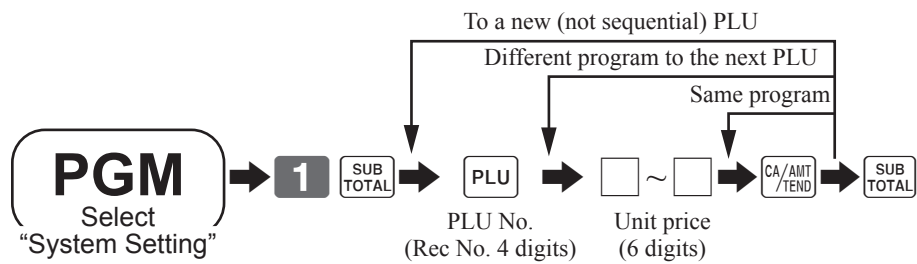 To a new (not sequential) PLU
Different program to the next PLU
Same program
PGM
Select
“System Setting”
1
SUB
TOTAL
PLU
PLU No.
(Rec No. 4 digits)
~
Unit price
(6 digits)
CA/AMT
/TEND
SUB
TOTAL